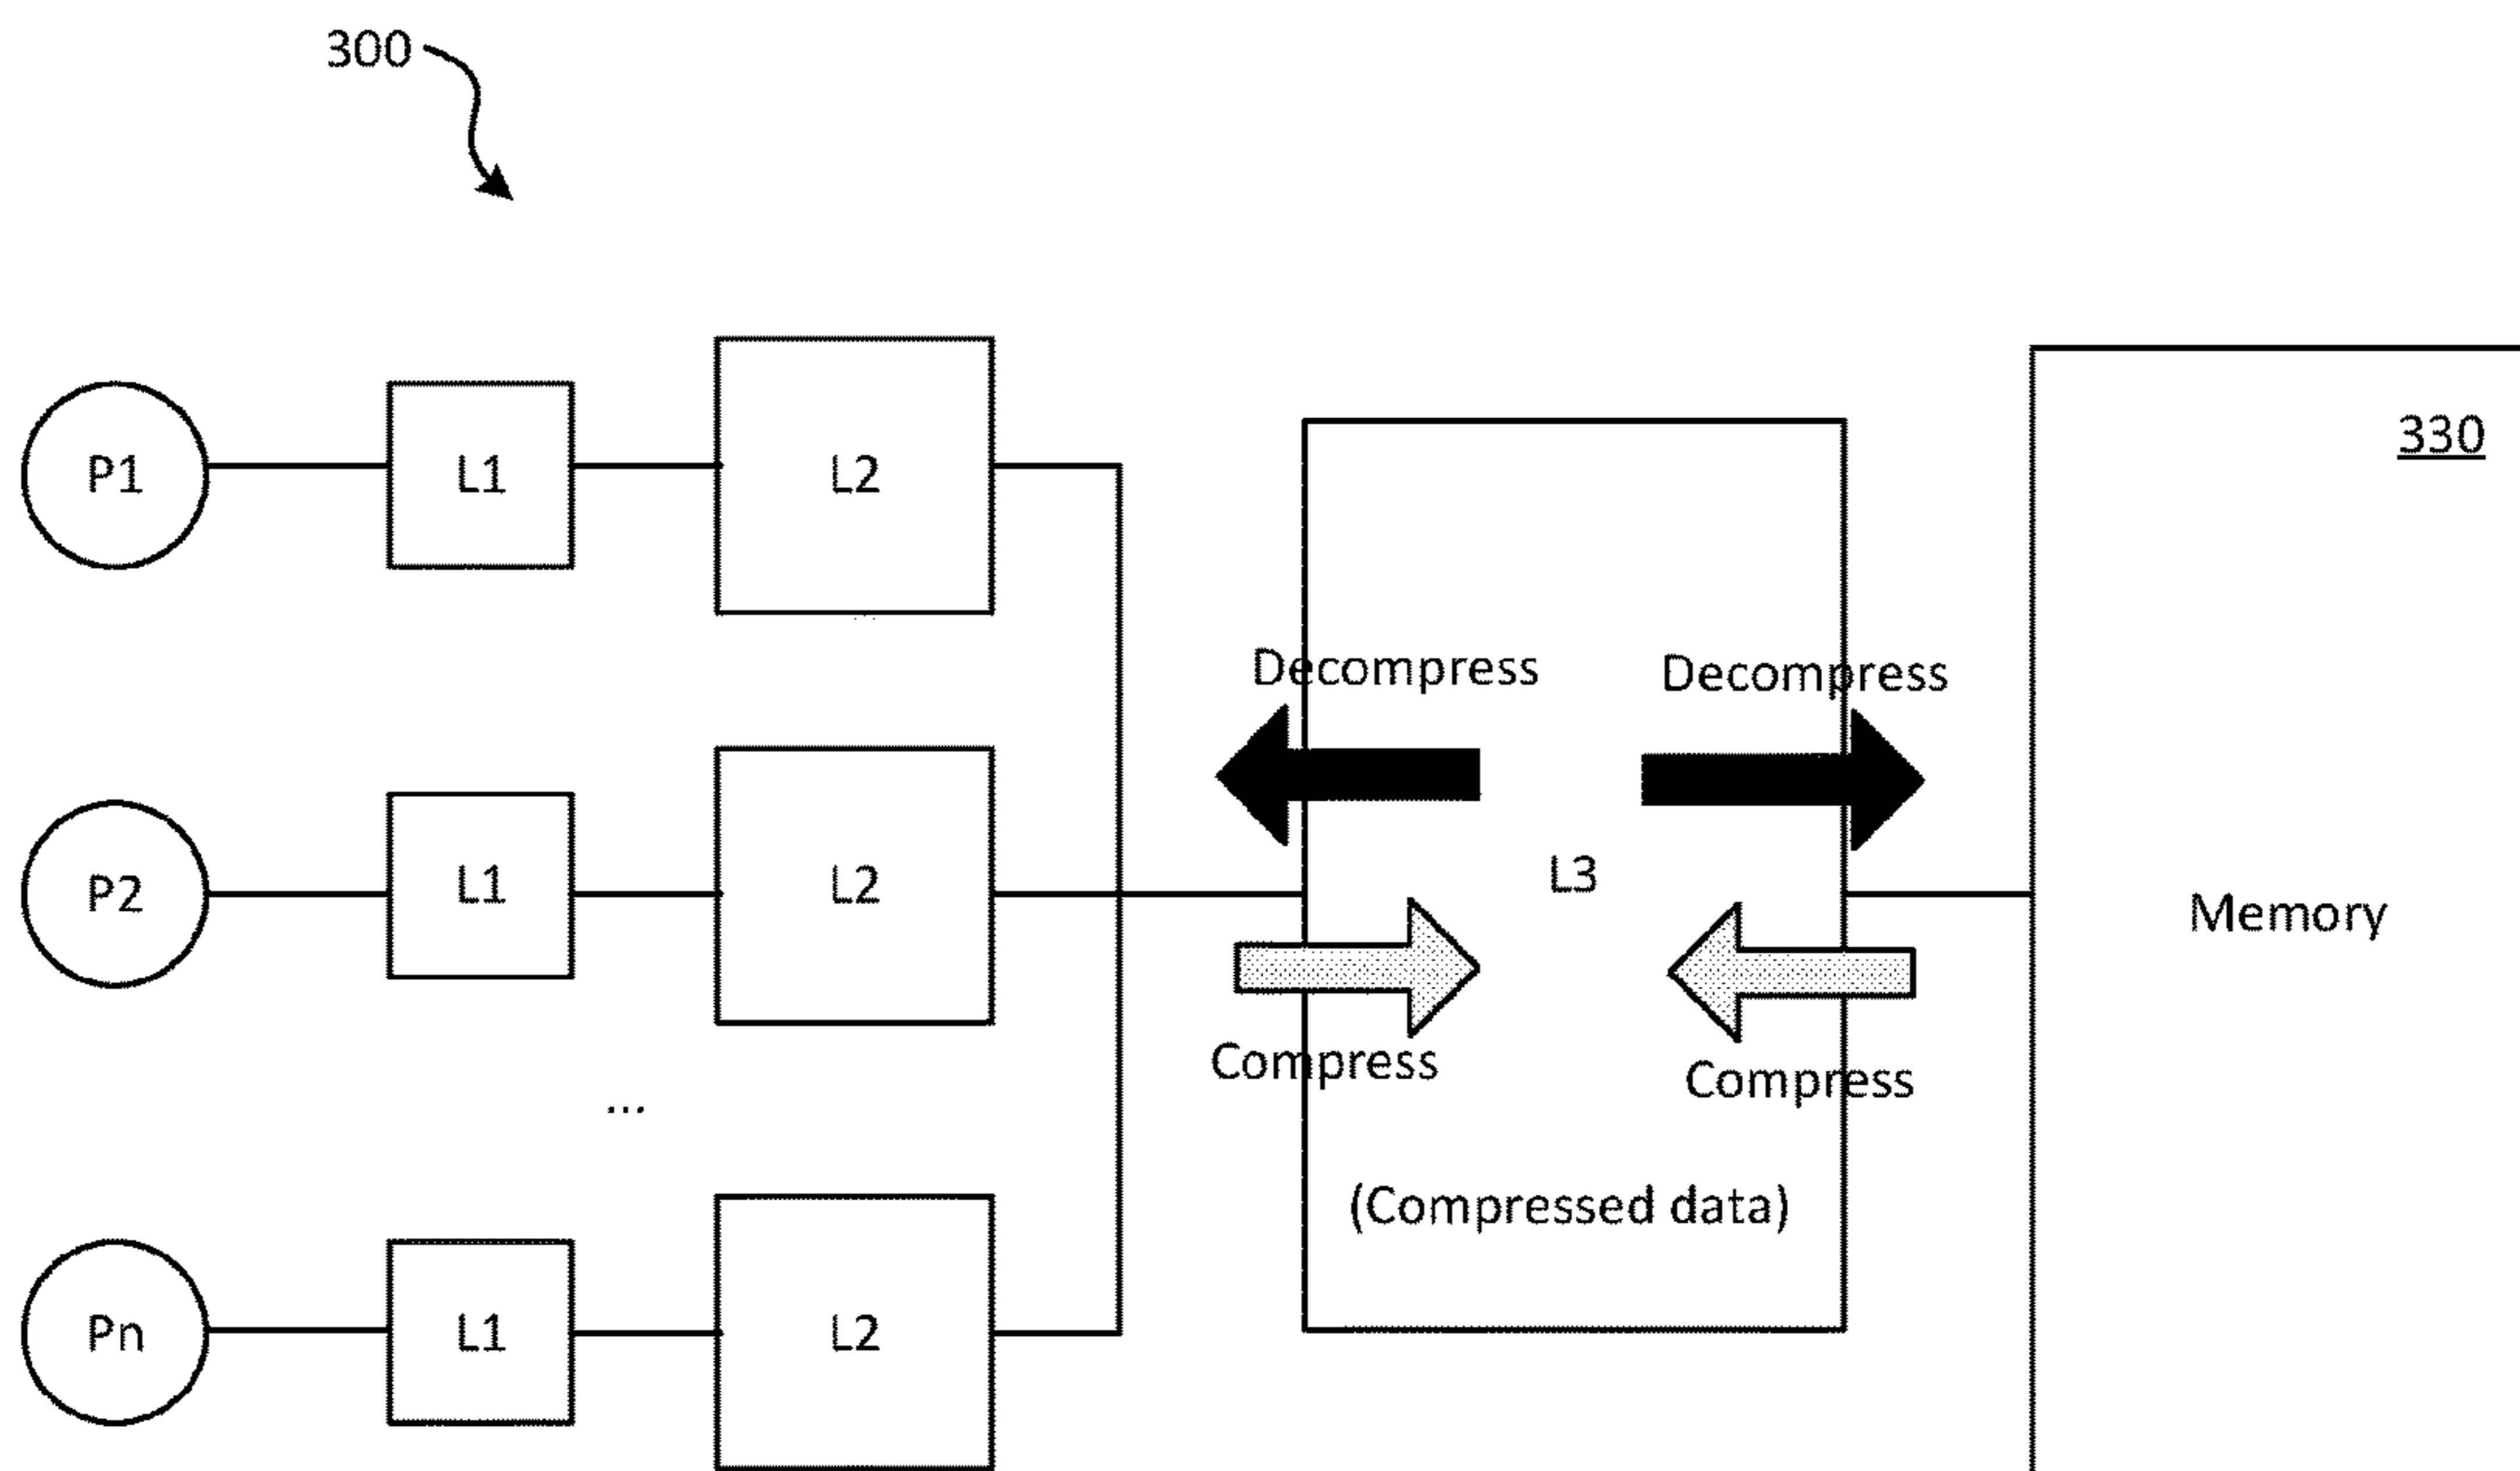 300
330
P1
L1
L2
Decompress
Decompress
P2
L1
L2
L3
Memory
Compress
Compress
...
(Compressed data)
Pn
L1
L2